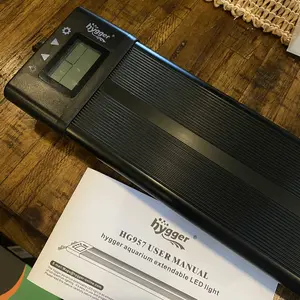 hygger
hygger
HG957 USER MANUAL
hygger aquarium extendable LED light